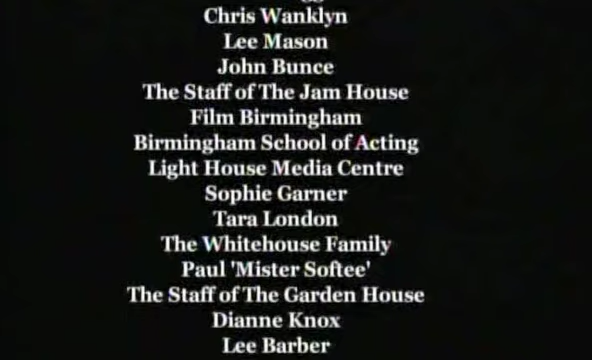 Chris Wanklyn
Lee Mason
John Bunce
The Staff of The Jam House
Film Birmingham
Birmingham School of Acting
Light House Media Centre
Sophie Garner
Tara London
The Whitehouse Family
Paul 'Mister Softee'
The Staff of The Garden House
Dianne Knox
Lee Barber